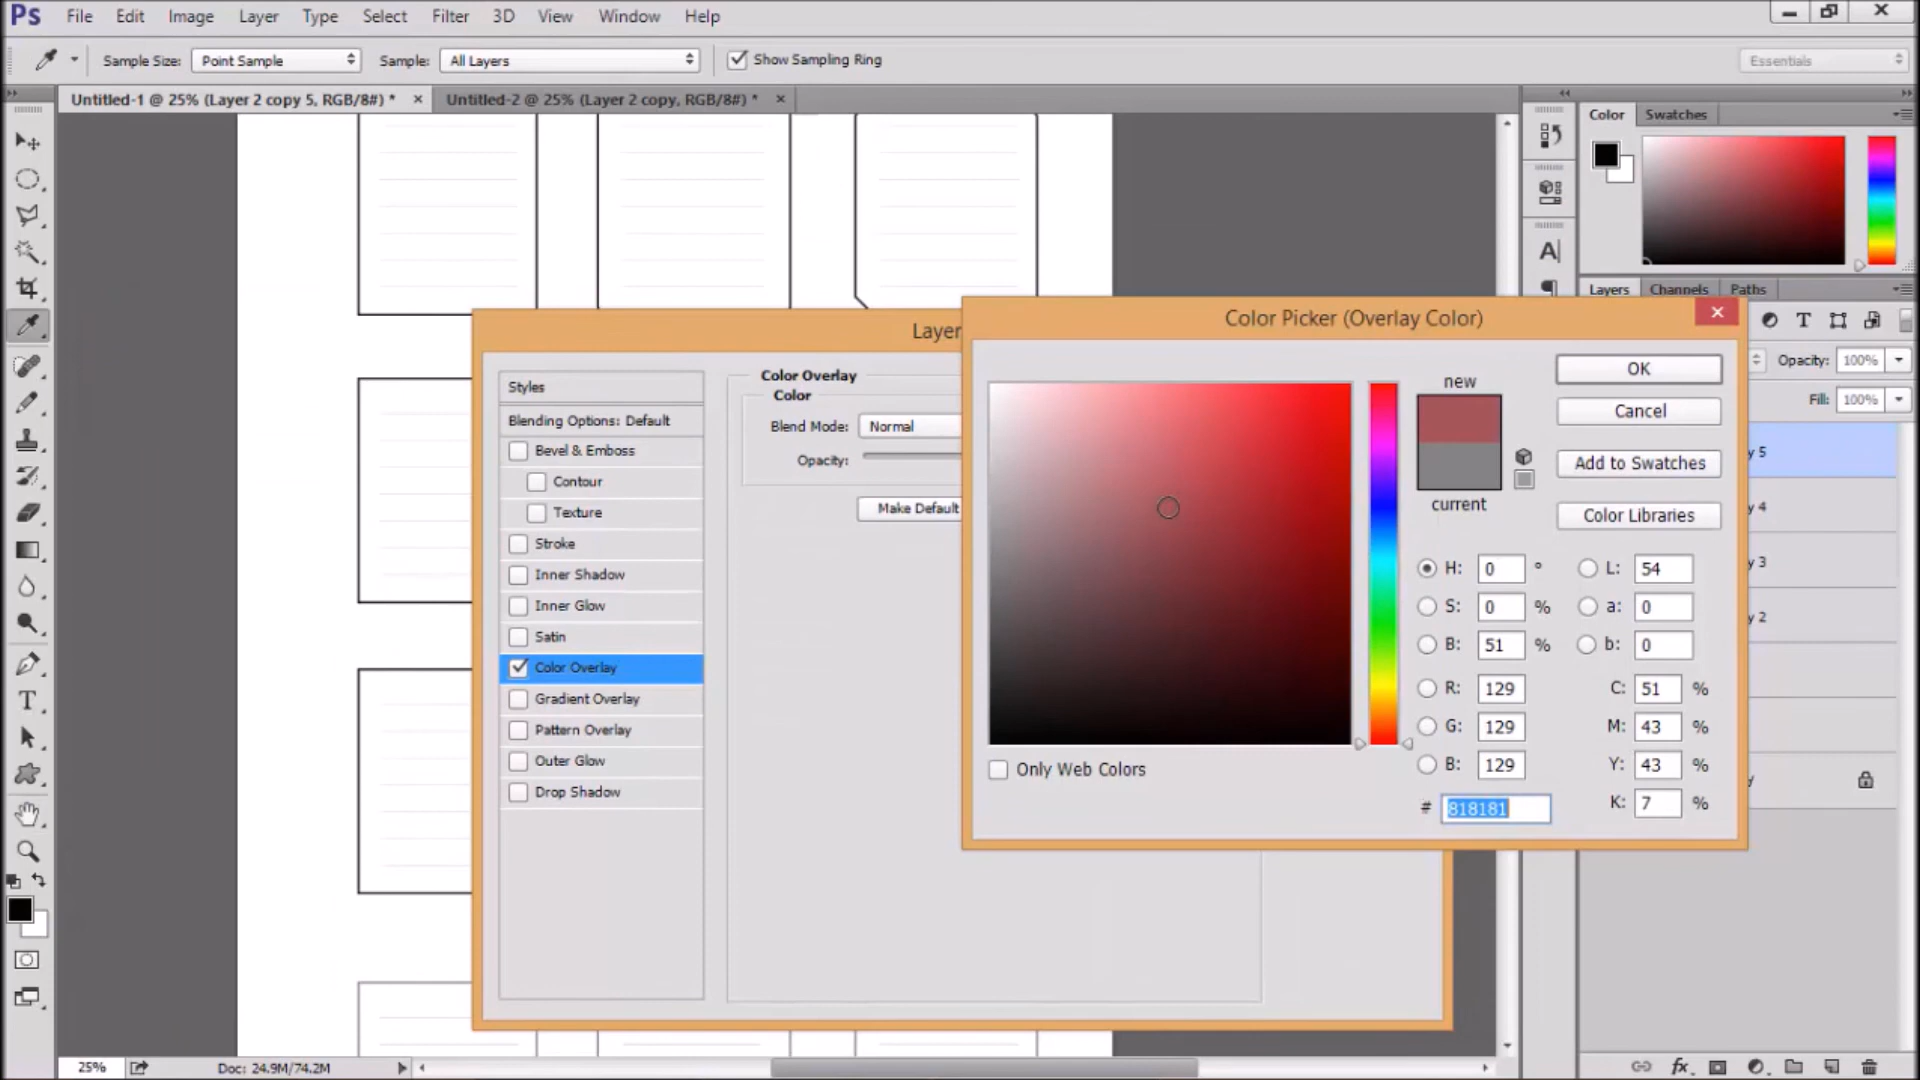 Ps File Edit Image Layer Type Select Filter 3D View Window Help
Sample Size: Point Sample Sample: All Layers Show Sampling Ring Essentials
Untitled-1 @ 25% (Layer 2 copy 5, RGB/8#) * × Untitled-2 @ 25% (Layer 2 copy, RGB/8#) * ×
Color Swatches
Layers Channels Paths
Opacity: 100%
Fill: 100%
y 5
y 4
y 3
y 2
y
Layer
Styles
Blending Options: Default
Bevel & Emboss
Contour
Texture
Stroke
Inner Shadow
Inner Glow
Satin
Color Overlay
Gradient Overlay
Pattern Overlay
Outer Glow
Drop Shadow
Color Overlay
Color
Blend Mode: Normal
Opacity:
Make Default
Color Picker (Overlay Color)
new
current
OK
Cancel
Add to Swatches
Color Libraries
H: 0 ° L: 54
S: 0 % a: 0
B: 51 % b: 0
R: 129 C: 51 %
G: 129 M: 43 %
B: 129 Y: 43 %
# 818181 K: 7 %
Only Web Colors
25% Doc: 24.9M/74.2M